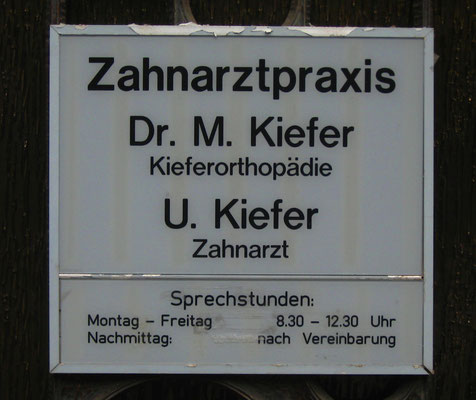 Zahnarztpraxis
Dr. M. Kiefer
Kieferorthopädie
U. Kiefer
Zahnarzt
Sprechstunden:
Montag – Freitag 8.30 – 12.30 Uhr
Nachmittag: nach Vereinbarung